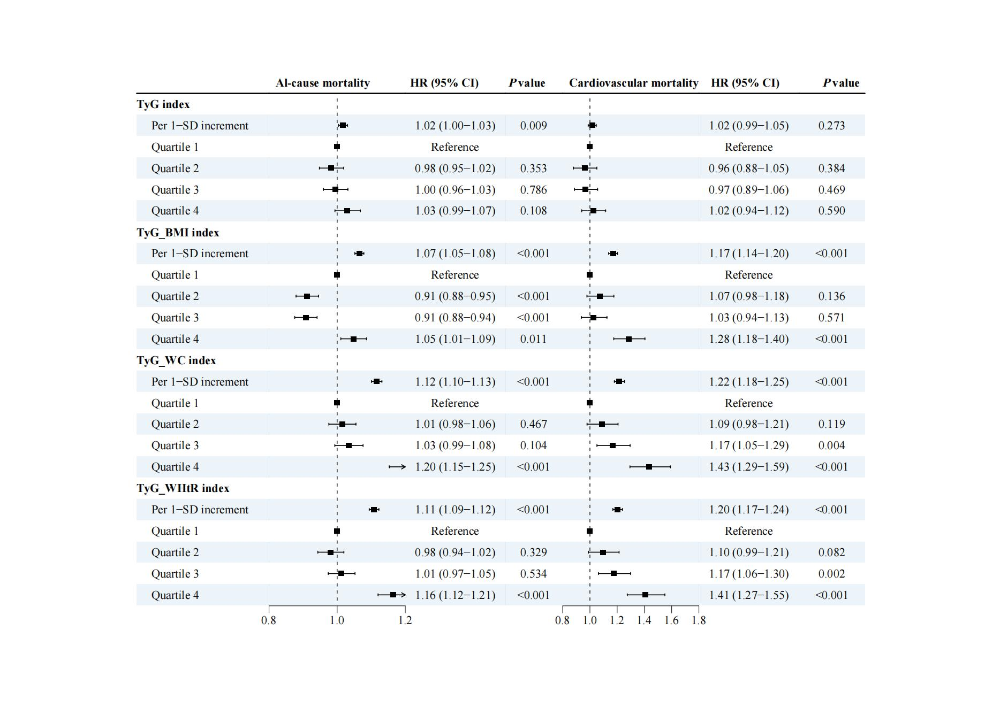 Al-cause mortality HR (95% CI) P value Cardiovascular mortality HR (95% CI) P value
TyG index
Per 1−SD increment 1.02 (1.00−1.03) 0.009 1.02 (0.99−1.05) 0.273
Quartile 1 Reference Reference
Quartile 2 0.98 (0.95−1.02) 0.353 0.96 (0.88−1.05) 0.384
Quartile 3 1.00 (0.96−1.03) 0.786 0.97 (0.89−1.06) 0.469
Quartile 4 1.03 (0.99−1.07) 0.108 1.02 (0.94−1.12) 0.590
TyG_BMI index
Per 1−SD increment 1.07 (1.05−1.08) <0.001 1.17 (1.14−1.20) <0.001
Quartile 1 Reference Reference
Quartile 2 0.91 (0.88−0.95) <0.001 1.07 (0.98−1.18) 0.136
Quartile 3 0.91 (0.88−0.94) <0.001 1.03 (0.94−1.13) 0.571
Quartile 4 1.05 (1.01−1.09) 0.011 1.28 (1.18−1.40) <0.001
TyG_WC index
Per 1−SD increment 1.12 (1.10−1.13) <0.001 1.22 (1.18−1.25) <0.001
Quartile 1 Reference Reference
Quartile 2 1.01 (0.98−1.06) 0.467 1.09 (0.98−1.21) 0.119
Quartile 3 1.03 (0.99−1.08) 0.104 1.17 (1.05−1.29) 0.004
Quartile 4 1.20 (1.15−1.25) <0.001 1.43 (1.29−1.59) <0.001
TyG_WHtR index
Per 1−SD increment 1.11 (1.09−1.12) <0.001 1.20 (1.17−1.24) <0.001
Quartile 1 Reference Reference
Quartile 2 0.98 (0.94−1.02) 0.329 1.10 (0.99−1.21) 0.082
Quartile 3 1.01 (0.97−1.05) 0.534 1.17 (1.06−1.30) 0.002
Quartile 4 1.16 (1.12−1.21) <0.001 1.41 (1.27−1.55) <0.001
0.8 1.0 1.2 0.8 1.0 1.2 1.4 1.6 1.8